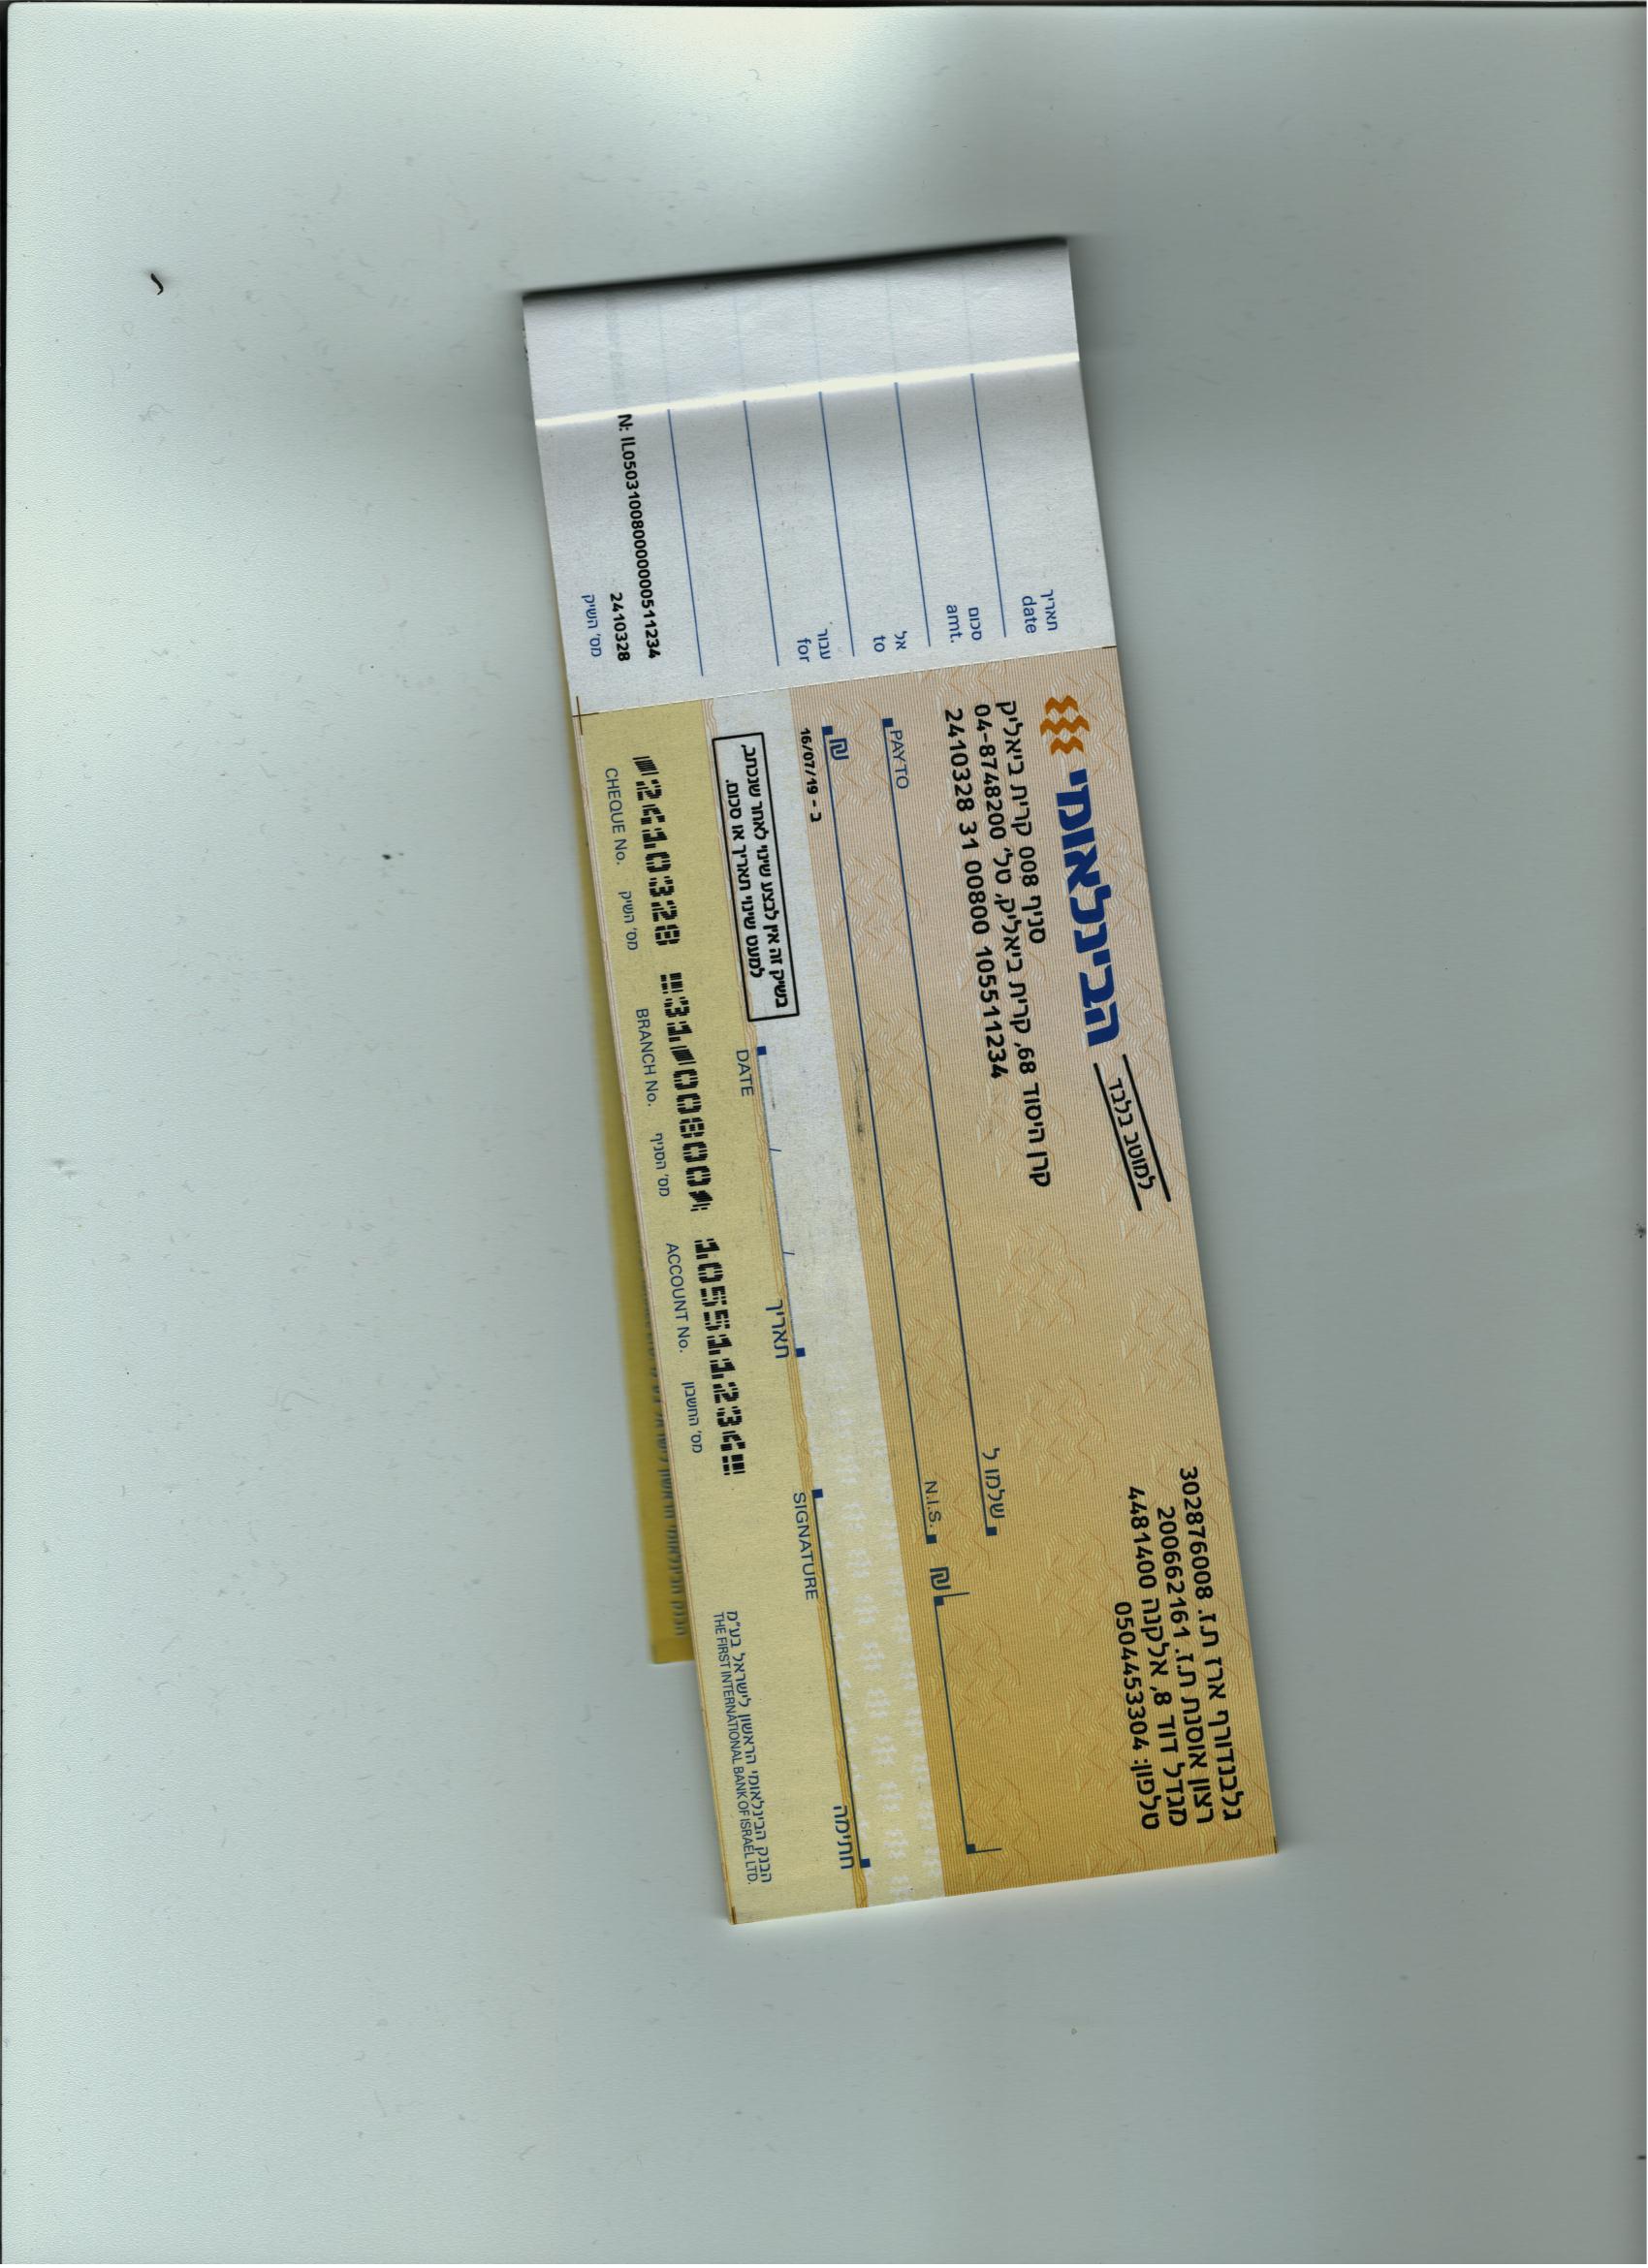 גלבנדורף ארז ת.ז. 302876008
רצון אוסנת ת.ז. 200662161
מגדל דוד 8, אלקנה 4481400
טלפון: 0504453304
למוטב בלבד
הבינלאומי
סניף 008 קרית ביאליק
קרן היסוד 68, קרית ביאליק, טל' 04-8748200
2410328 31 00800 105511234
שלמו ל
PAY TO
N.I.S.
₪
₪
ב - 16/07/19
בשיק זה אין לבצע שינוי לאחר שנכתב,
למעט שינוי תאריך או סכום.
תאריך
DATE
חתימה
SIGNATURE
הבנק הבינלאומי הראשון לישראל בע"מ
THE FIRST INTERNATIONAL BANK OF ISRAEL LTD.
2410328 31 00800 105511234
CHEQUE No. מס' השיק
BRANCH No. מס' הסניף
ACCOUNT No. מס' החשבון
תאריך
date
סכום
amt.
אל
to
עבור
for
N: IL050310080000000511234
2410328
מס' השיק